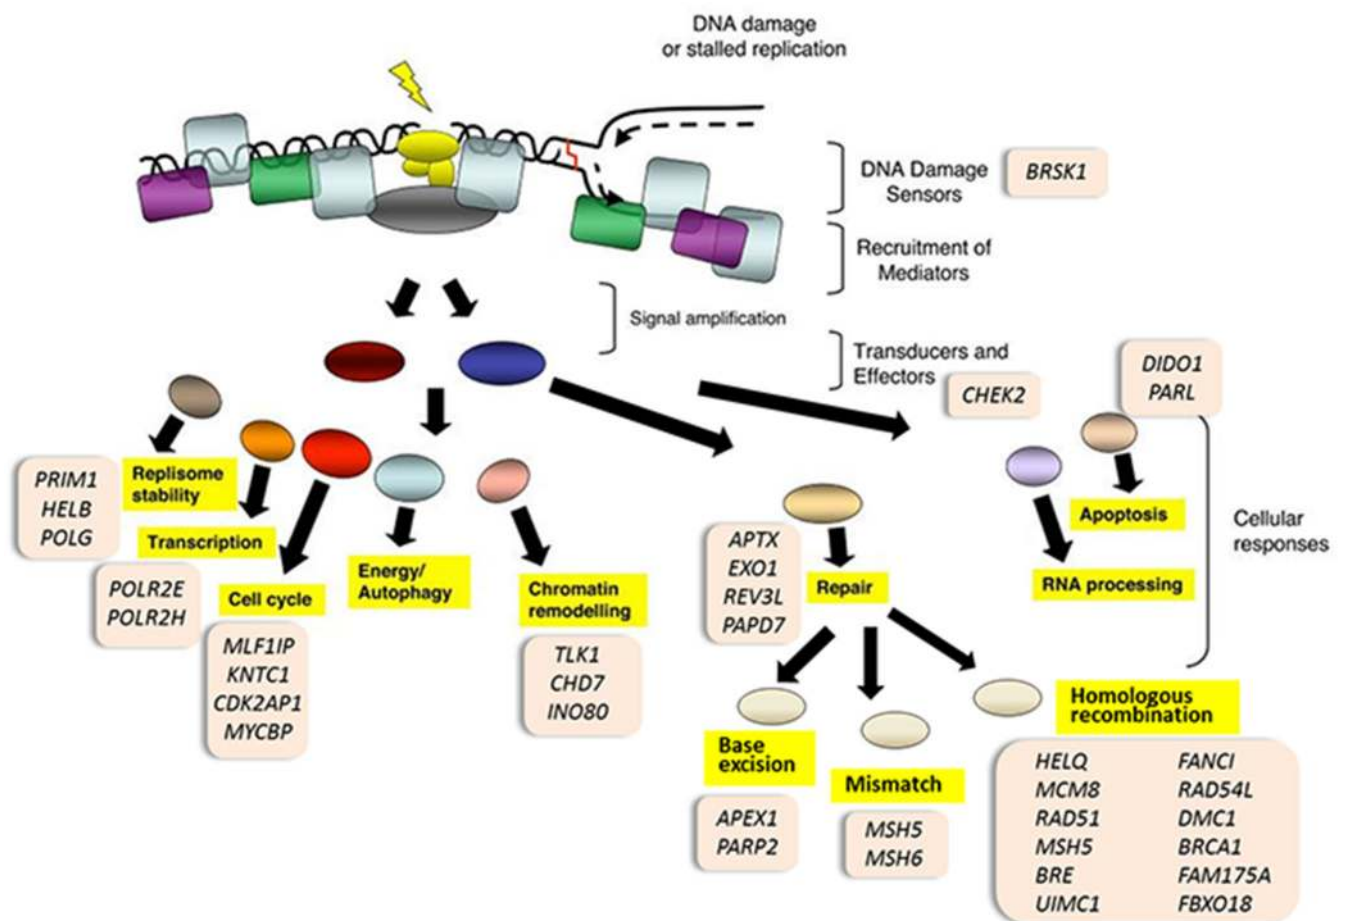 DNA damage
or stalled replication
DNA Damage
Sensors
BRSK1
Recruitment of
Mediators
Signal amplification
Transducers and
Effectors
CHEK2
DIDO1
PARL
PRIM1
HELB
POLG
Replisome
stability
Transcription
POLR2E
POLR2H
Cell cycle
MLF1IP
KNTC1
CDK2AP1
MYCBP
Energy/
Autophagy
Chromatin
remodelling
TLK1
CHD7
INO80
APTX
EXO1
REV3L
PAPD7
Repair
Apoptosis
RNA processing
Cellular
responses
Base
excision
APEX1
PARP2
Mismatch
MSH5
MSH6
Homologous
recombination
HELQ FANCI
MCM8 RAD54L
RAD51 DMC1
MSH5 BRCA1
BRE FAM175A
UIMC1 FBXO18